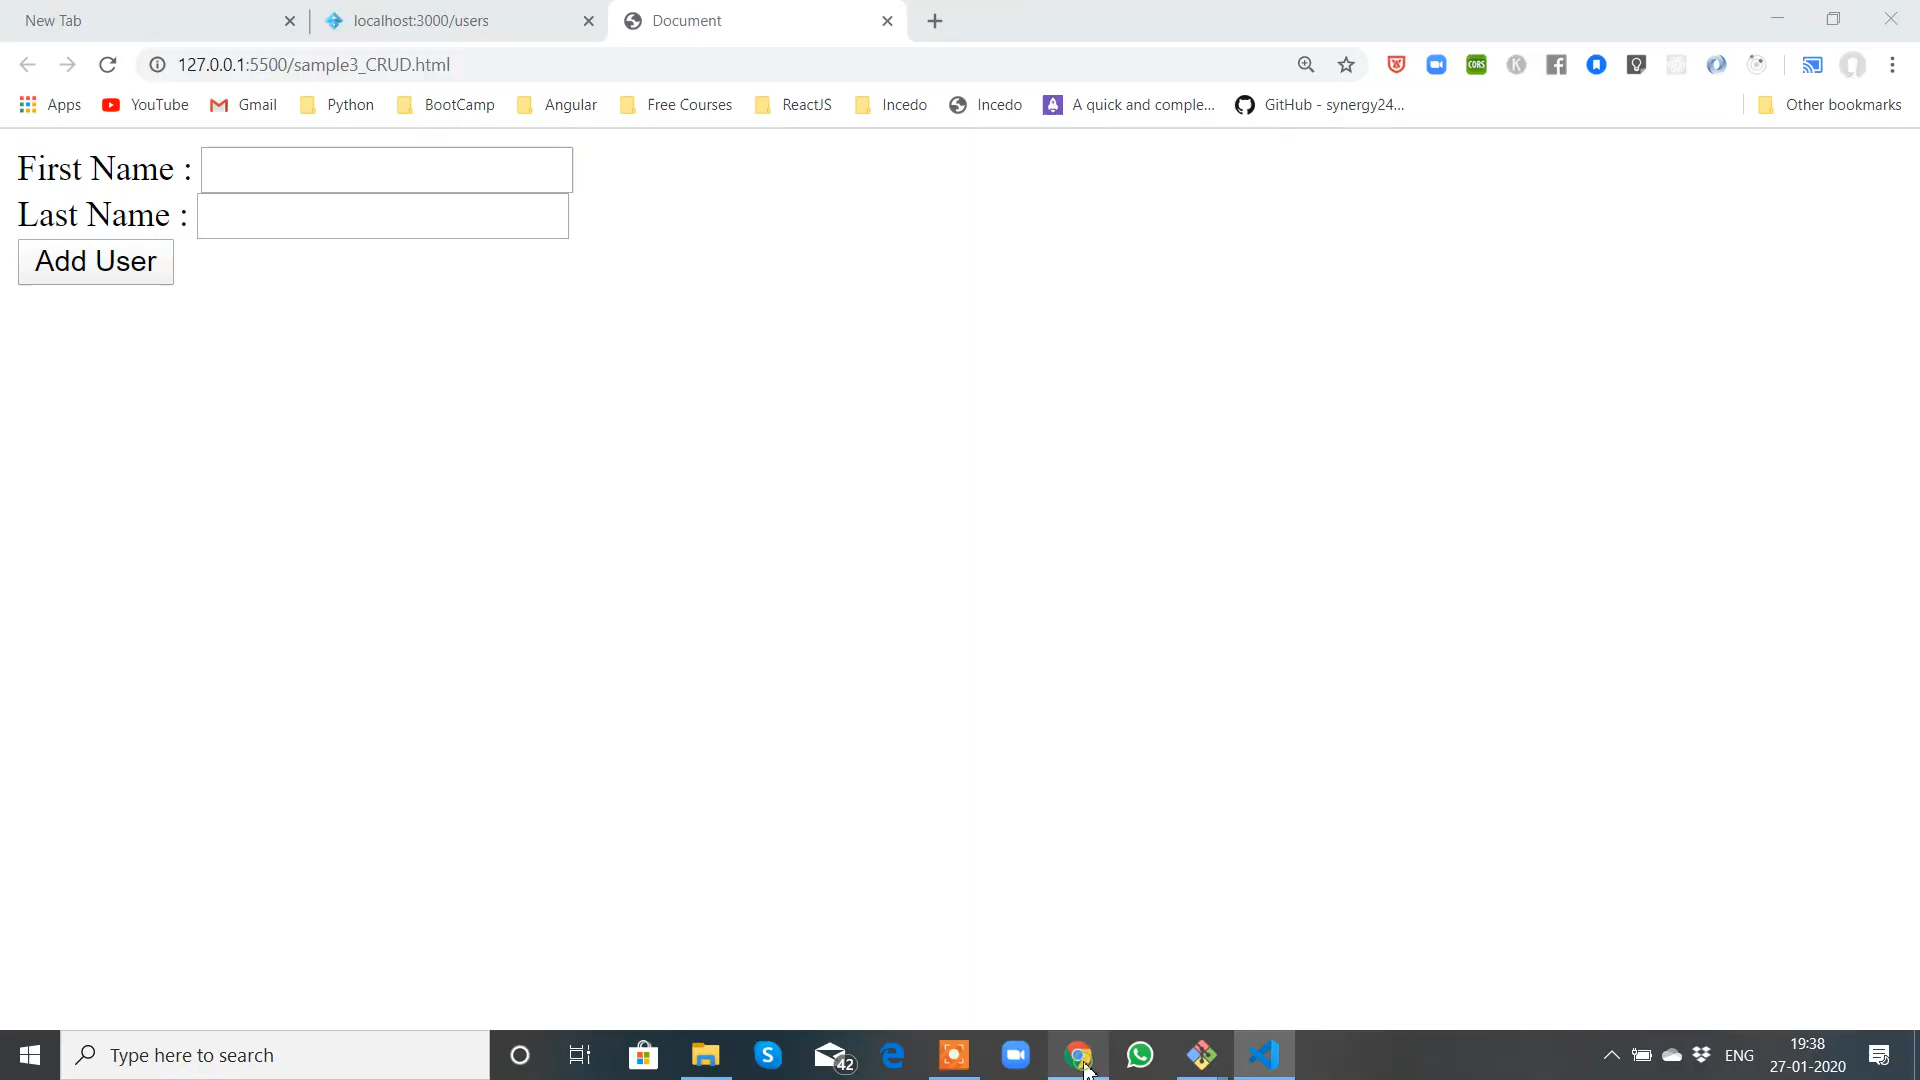 New Tab
localhost:3000/users
Document
127.0.0.1:5500/sample3_CRUD.html
CORS
K
Apps
YouTube
Gmail
Python
BootCamp
Angular
Free Courses
ReactJS
Incedo
Incedo
A quick and comple...
GitHub - synergy24...
Other bookmarks
First Name :
Last Name :
Add User
Type here to search
42
ENG
19:38
27-01-2020